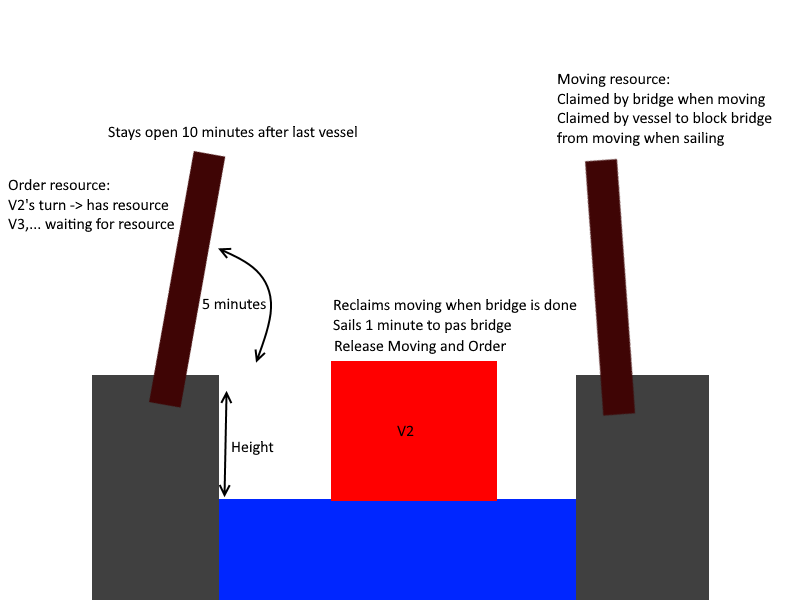 Moving resource:
Claimed by bridge when moving
Claimed by vessel to block bridge
from moving when sailing
Stays open 10 minutes after last vessel
Order resource:
V2's turn -> has resource
V3,... waiting for resource
5 minutes
Reclaims moving when bridge is done
Sails 1 minute to pas bridge
Release Moving and Order
V2
Height